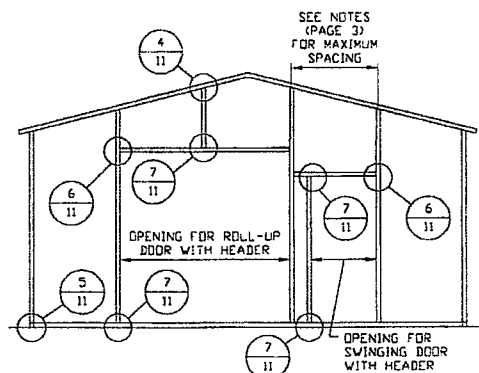 SEE NOTES
(PAGE 3)
FOR MAXIMUM
SPACING
4
11
7
11
6
11
7
11
6
11
OPENING FOR ROLL-UP
DOOR WITH HEADER
5
11
7
11
7
11
OPENING FOR
SWINGING DOOR
WITH HEADER